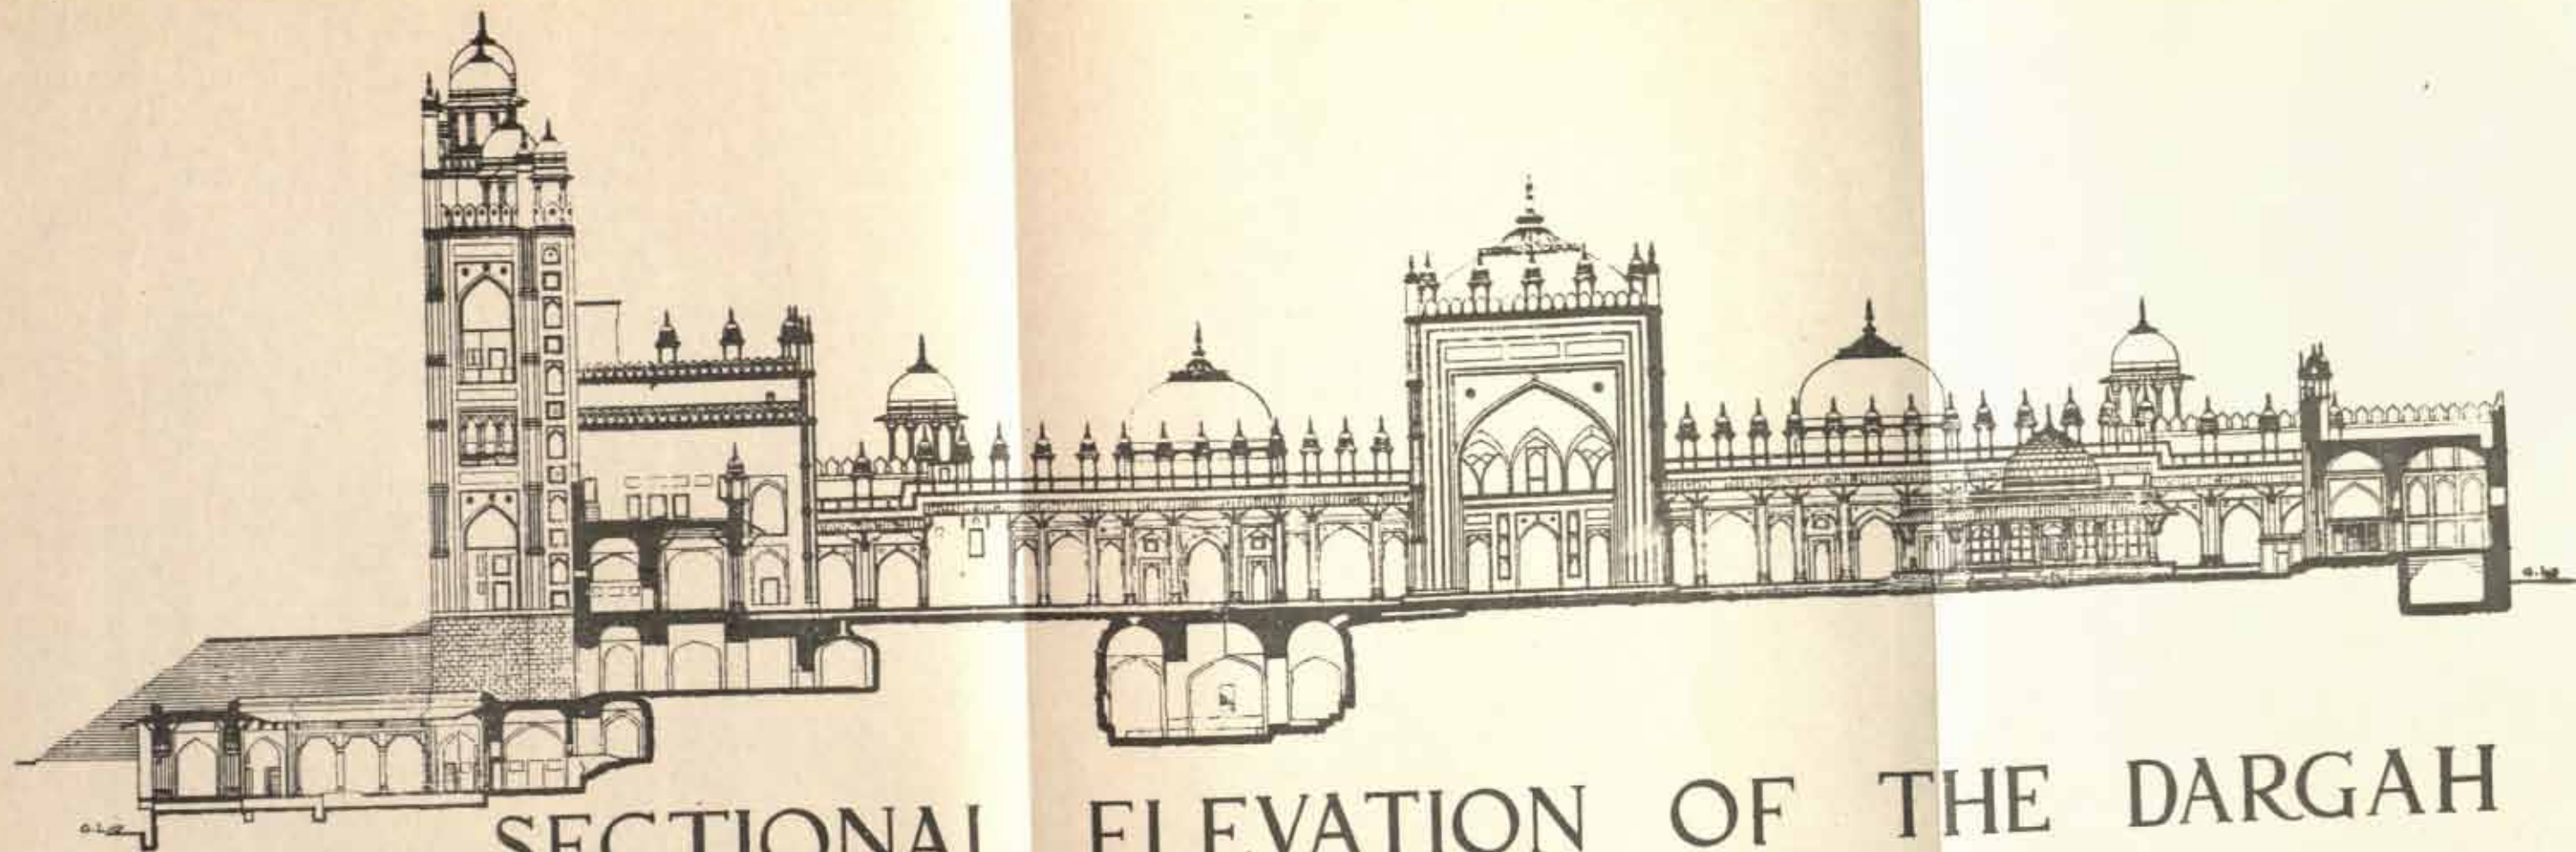 G.L.
G.L.
SECTIONAL ELEVATION OF THE DARGAH